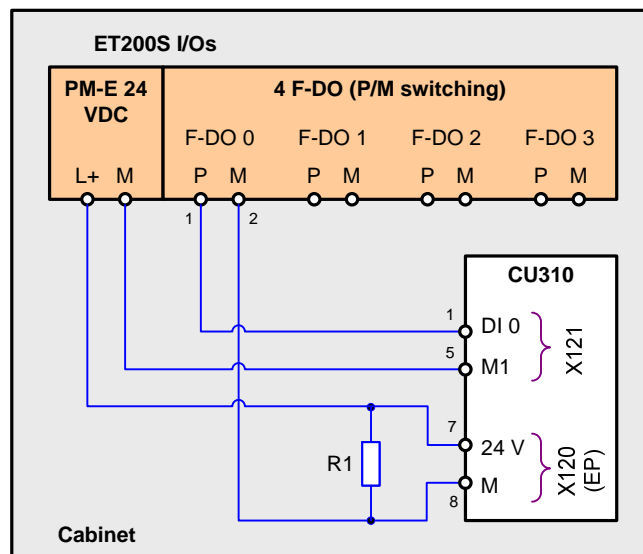 ET200S I/Os
PM-E 24
VDC
4 F-DO (P/M switching)
F-DO 0
F-DO 1
F-DO 2
F-DO 3
L+
M
P
M
P
M
P
M
P
M
1
2
CU310
1
DI 0
5
M1
X121
7
24 V
R1
X120
(EP)
M
8
Cabinet